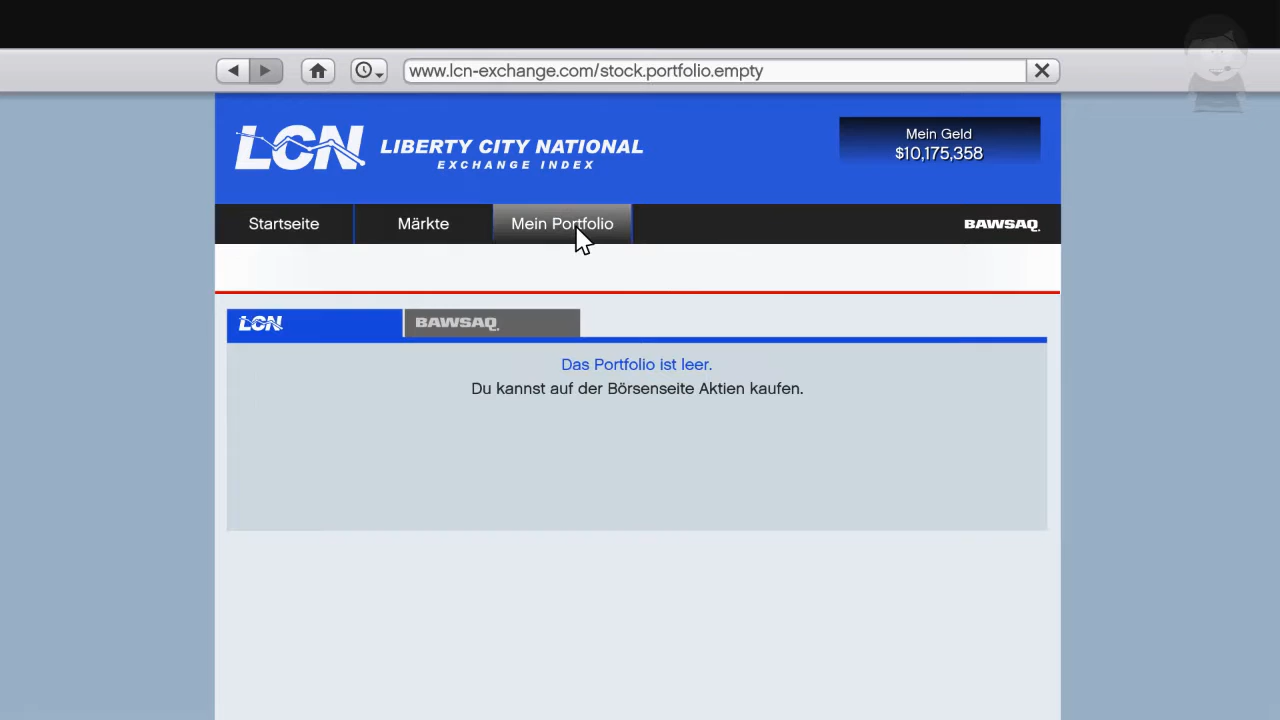 www.lcn-exchange.com/stock.portfolio.empty
LCN LIBERTY CITY NATIONAL
EXCHANGE INDEX
Mein Geld
$10,175,358
Startseite Märkte Mein Portfolio BAWSAQ.
LCN BAWSAQ.
Das Portfolio ist leer.
Du kannst auf der Börsenseite Aktien kaufen.